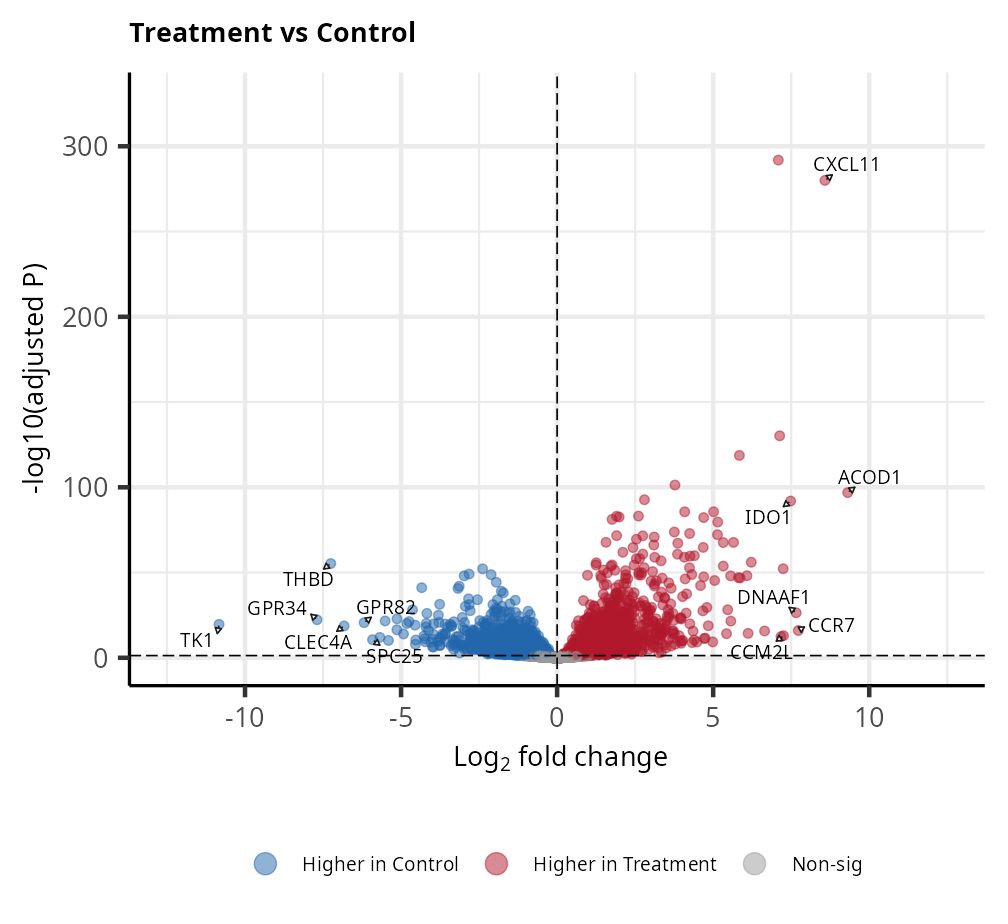 Treatment vs Control
-log10(adjusted P)
300
200
100
0
CXCL11
ACOD1
IDO1
THBD
DNAAF1
GPR34
GPR82
CCR7
TK1
CLEC4A
CCM2L
SPC25
-10
-5
0
5
10
Log₂ fold change
Higher in Control
Higher in Treatment
Non-sig